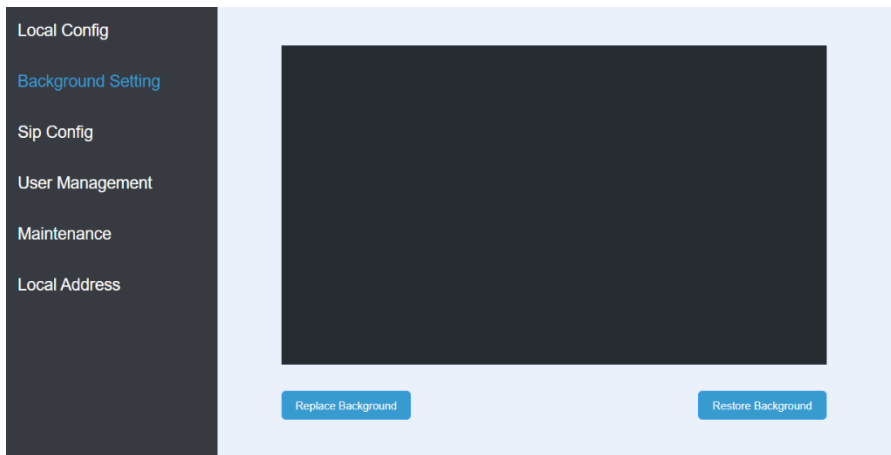 Local Config
Background Setting
Sip Config
User Management
Maintenance
Local Address
Replace Background
Restore Background